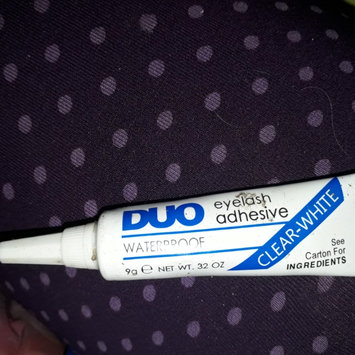 DUO eyelash
adhesive
WATERPROOF
CLEAR-WHITE
9g ℮ NET WT. 32 OZ
See
Carton For
INGREDIENTS